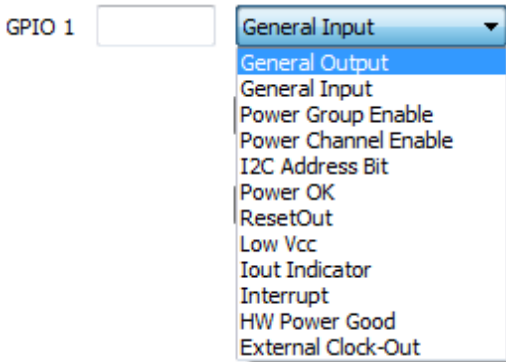 GPIO 1 General Input
General Output
General Input
Power Group Enable
Power Channel Enable
I2C Address Bit
Power OK
ResetOut
Low Vcc
Iout Indicator
Interrupt
HW Power Good
External Clock-Out